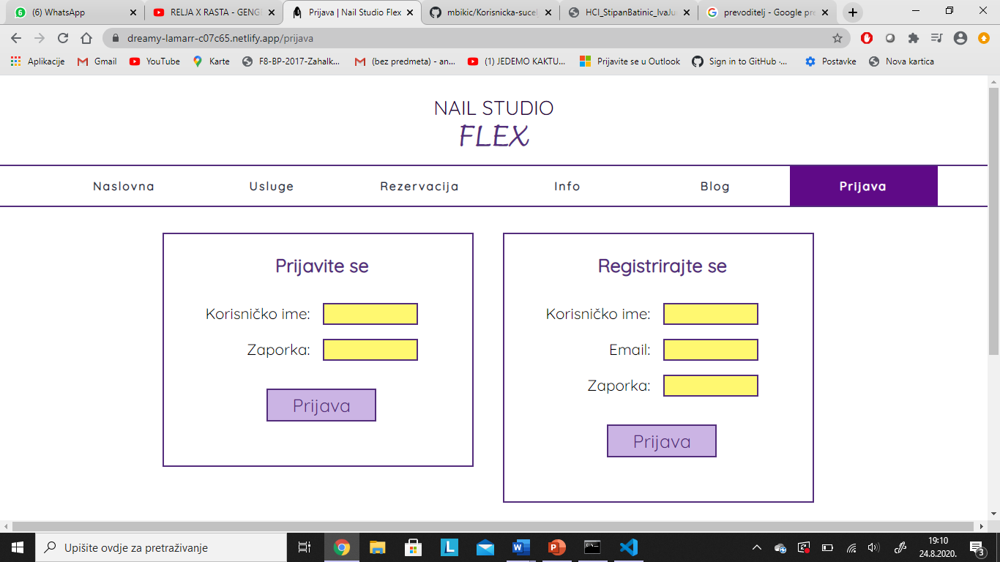 (6) WhatsApp
RELJA X RASTA - GENG
Prijava | Nail Studio Flex
mbikic/Korisnicka-sucel
HCI_StipanBatinic_IvaJu
prevoditelj - Google pre
dreamy-lamarr-c07c65.netlify.app/prijava
Aplikacije
Gmail
YouTube
Karte
F8-BP-2017-Zahalk...
(bez predmeta) - an...
(1) JEDEMO KAKTU...
Prijavite se u Outlook
Sign in to GitHub ·...
Postavke
Nova kartica
NAIL STUDIO
FLEX
Naslovna
Usluge
Rezervacija
Info
Blog
Prijava
Prijavite se
Korisničko ime:
Zaporka:
Prijava
Registrirajte se
Korisničko ime:
Email:
Zaporka:
Prijava
Upišite ovdje za pretraživanje
19:10
24.8.2020.
3